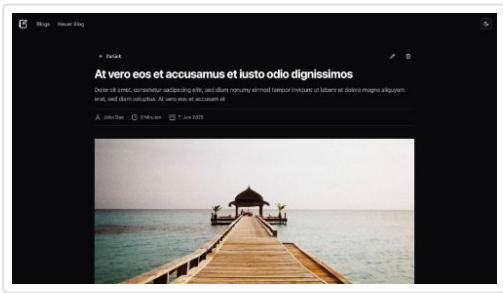 Blogs Neuer Blog
← Zurück
At vero eos et accusamus et iusto odio dignissimos
Dolor sit amet, consetetur sadipscing elitr, sed diam nonumy eirmod tempor invidunt ut labore et dolore magna aliquyam
erat, sed diam voluptua. At vero eos et accusam et
John Doe 3 Minuten 7. Juni 2025